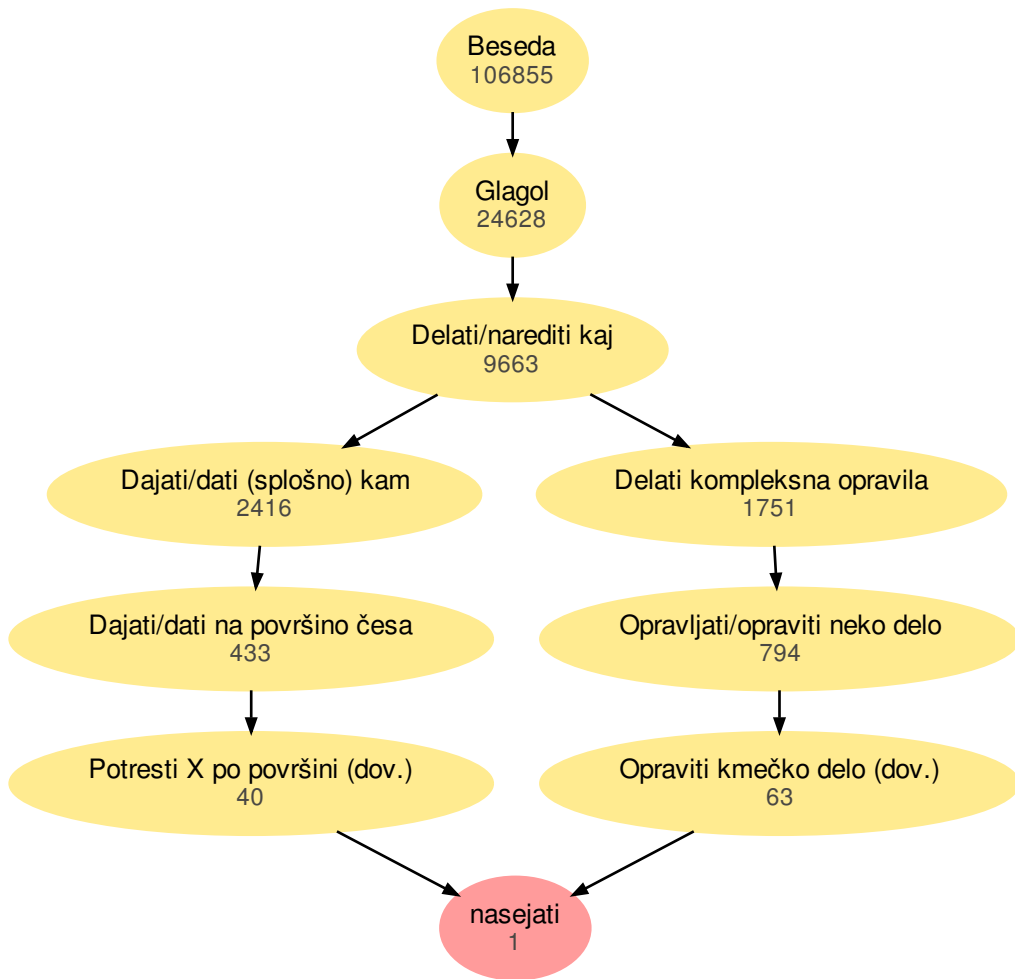 Beseda
106855
Glagol
24628
Delati/narediti kaj
9663
Dajati/dati (splošno) kam
2416
Delati kompleksna opravila
1751
Dajati/dati na površino česa
433
Opravljati/opraviti neko delo
794
Potresti X po površini (dov.)
40
Opraviti kmečko delo (dov.)
63
nasejati
1